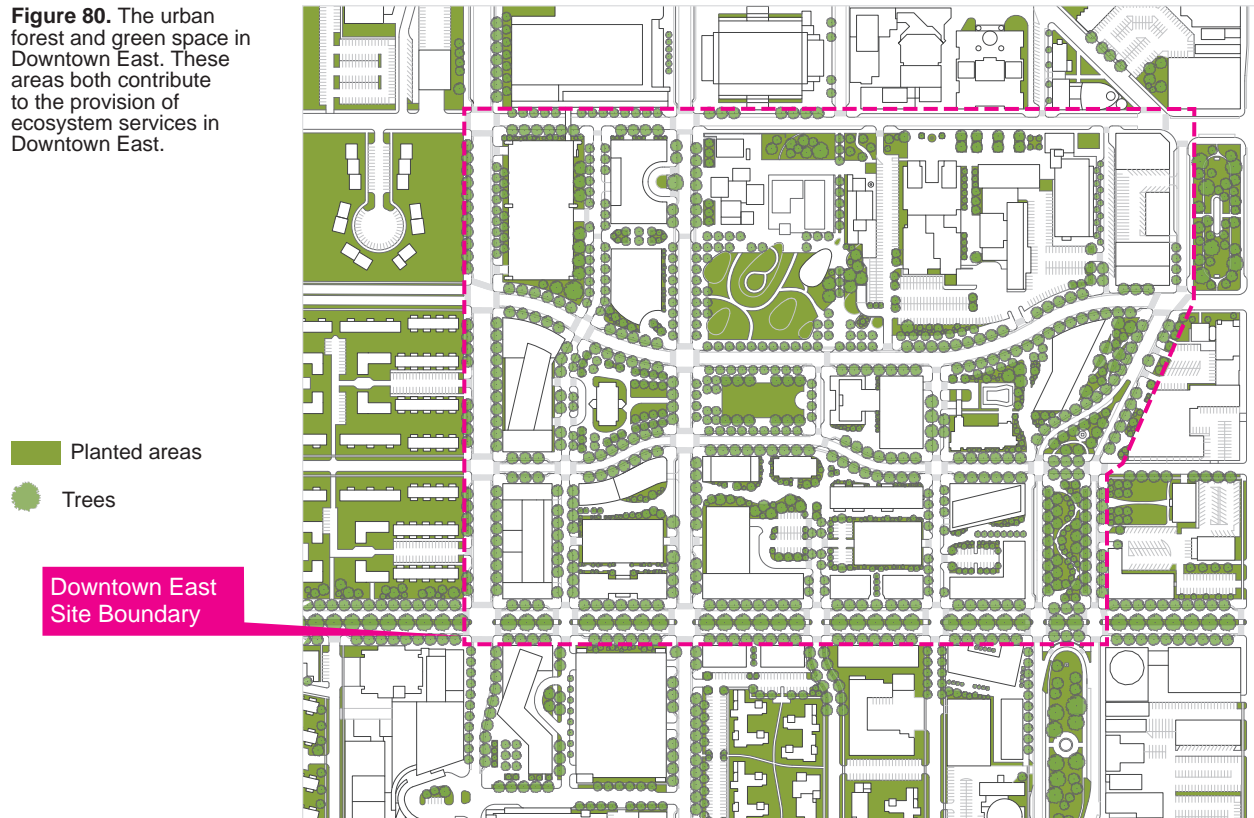 Figure 80. The urban
forest and green space in
Downtown East. These
areas both contribute
to the provision of
ecosystem services in
Downtown East.
Planted areas
Trees
Downtown East
Site Boundary